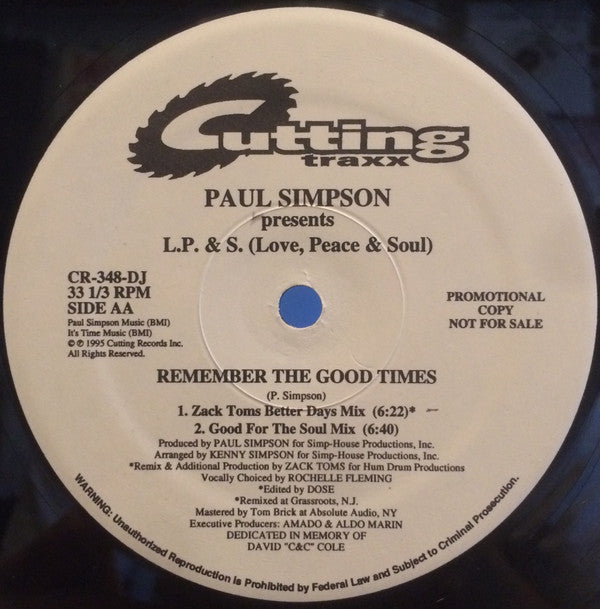 Cutting
traxx
PAUL SIMPSON
presents
L.P. & S. (Love, Peace & Soul)
CR-348-DJ
33 1/3 RPM
SIDE AA
Paul Simpson Music (BMI)
It's Time Music (BMI)
© ℗ 1995 Cutting Records Inc.
All Rights Reserved.
PROMOTIONAL
COPY
NOT FOR SALE
REMEMBER THE GOOD TIMES
(P. Simpson)
1. Zack Toms Better Days Mix (6:22)*
2. Good For The Soul Mix (6:40)
Produced by PAUL SIMPSON for Simp-House Productions, Inc.
Arranged by KENNY SIMPSON for Simp-House Productions, Inc.
*Remix & Additional Production by ZACK TOMS for Hum Drum Productions
Vocally Choiced by ROCHELLE FLEMING
*Edited by DOSE
*Remixed at Grassroots, N.J.
Mastered by Tom Brick at Absolute Audio, NY
Executive Producers: AMADO & ALDO MARIN
DEDICATED IN MEMORY OF
DAVID "C&C" COLE
WARNING: Unauthorized Reproduction is Prohibited by Federal Law and Subject to Criminal Prosecution.